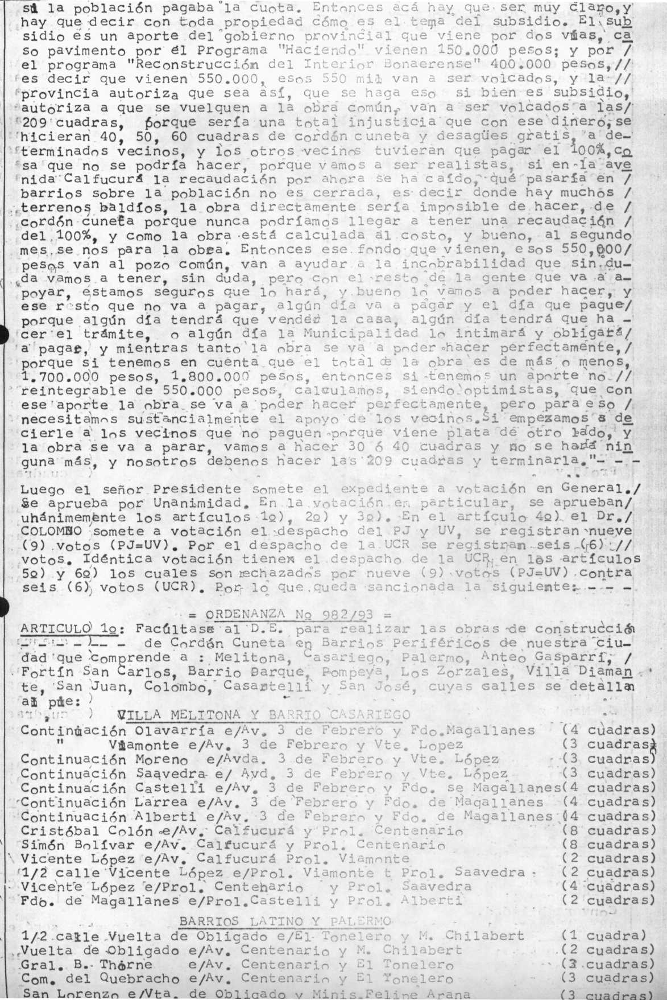 si la población pagaba la cuota. Entonces acá hay que ser muy claro,y
hay que decir con toda propiedad cómo es el tema del subsidio. El sub
sidio es un aporte del gobierno provincial que viene por dos vías, ca
so pavimento por el Programa "Haciendo" vienen 150.000 pesos; y por /
el programa "Reconstrucción del Interior Bonaerense" 400.000 pesos,//
es decir que vienen 550.000, esos 550 mil van a ser volcados, y la //
provincia autoriza que sea así, que se haga eso si bien es subsidio,
autoriza a que se vuelquen a la obra común, van a ser volcados a las/
209 cuadras, porque sería una total injusticia que con ese dinero, se
hicieran 40, 50, 60 cuadras de cordón cuneta y desagües gratis, a de-
terminados vecinos, y los otros vecinos tuvieran que pagar el 100%,co
sa que no se podría hacer, porque vamos a ser realistas, si en la ave
nida Calfucurá la recaudación por ahora se ha caído, qué pasaría en /
barrios sobre la población no es cerrada, es decir donde hay muchos /
terrenos baldíos, la obra directamente sería imposible de hacer, de /
cordón cuneta porque nunca podríamos llegar a tener una recaudación /
del 100%, y como la obra está calculada al costo, y bueno, al segundo
mes se nos para la obra. Entonces ese fondo que vienen, esos 550,000/
pesos van al pozo común, van a ayudar a la incobrabilidad que sin du-
da vamos a tener, sin duda, pero con el resto de la gente que va a a-
poyar, estamos seguros que lo hará, y bueno lo vamos a poder hacer, y
ese resto que no va a pagar, algún día va a pagar y el día que pague/
porque algún día tendrá que vender la casa, algún día tendrá que ha -
cer el trámite, o algún día la Municipalidad lo intimará y obligará/
a pagar, y mientras tanto la obra se va a poder hacer perfectamente,/
porque si tenemos en cuenta que el total de la obra es de más o menos,
1.700.000 pesos, 1.800.000 pesos, entonces si tenemos un aporte no //
reintegrable de 550.000 pesos, calculamos, siendo optimistas, que con
ese aporte la obra se va a poder hacer perfectamente, pero para eso /
necesitamos sustancialmente el apoyo de los vecinos.Si empezamos a de
cierle a los vecinos que no paguen porque viene plata de otro lado, y
la obra se va a parar, vamos a hacer 30 ó 40 cuadras y no se hará nin
guna más, y nosotros debenos hacer las 209 cuadras y terminarla."- - -
Luego el señor Presidente somete el expediente a votación en General./
Se aprueba por Unanimidad. En la votación en particular, se aprueban/
unánimemente los artículos 1º), 2º) y 3º). En el artículo 4º) el Dr./
COLOMBO somete a votación el despacho del PJ y UV, se registran nueve
(9) votos (PJ=UV). Por el despacho de la UCR se registran seis (6) //
votos. Idéntica votación tienen el despacho de la UCR en los artículos
5º) y 6º) los cuales son rechazados por nueve (9) votos (PJ=UV) contra
seis (6) votos (UCR). Por lo que queda sancionada la siguiente: - - -
= ORDENANZA Nº 982/93 =
ARTICULO 1º: Facúltase al D.E. para realizar las obras de construcción
- - - - - - - de Cordón Cuneta en Barrios Periféricos de nuestra ciu-
dad que comprende a : Melitona, Casariego, Palermo, Anteo Gasparri, /
Fortín San Carlos, Barrio Parque, Pompeya, Los Zorzales, Villa Diaman
te, San Juan, Colombo, Casastelli y San José, cuyas calles se detallan
al pie:
VILLA MELITONA Y BARRIO CASARIEGO
Continuación Olavarría e/Av. 3 de Febrero y Fdo.Magallanes (4 cuadras)
" Viamonte e/Av. 3 de Febrero y Vte. Lopez (3 cuadras)
Continuación Moreno e/Avda. 3 de Febrero y Vte. López (3 cuadras)
Continuación Saavedra e/ Avd. 3 de Febrero y Vte. López (3 cuadras)
Continuación Castelli e/Av. 3 de Febrero y Fdo. se Magallanes(4 cuadras)
Continuación Larrea e/Av. 3 de Febrero y Fdo. de Magallanes (4 cuadras)
Continuación Alberti e/Av. 3 de Febrero y Fdo. de Magallanes (4 cuadras)
Cristóbal Colón e/Av. Calfucurá y Prol. Centenario (8 cuadras)
Simón Bolívar e/Av. Calfucurá y Prol. Centenario (8 cuadras)
Vicente López e/Av. Calfucurá Prol. Viamonte (2 cuadras)
1/2 calle Vicente López e/Prol. Viamonte t Prol. Saavedra (2 cuadras)
Vicente López e/Prol. Centenario y Prol. Saavedra (4 cuadras)
Fdo. de Magallanes e/Prol.Castelli y Prol. Alberti (2 cuadras)
BARRIOS LATINO Y PALERMO
1/2 calle Vuelta de Obligado e/El Tonelero y M. Chilabert (1 cuadra)
Vuelta de Obligado e/Av. Centenario y M. Chilabert (2 cuadras)
Gral. B. Thorne e/Av. Centenario y El Tonelero (3 cuadras)
Com. del Quebracho e/Av. Centenario y El Tonelero (3 cuadras)
San Lorenzo e/Vta. de Obligado y Minis.Felipe Arana (3 cuadras)